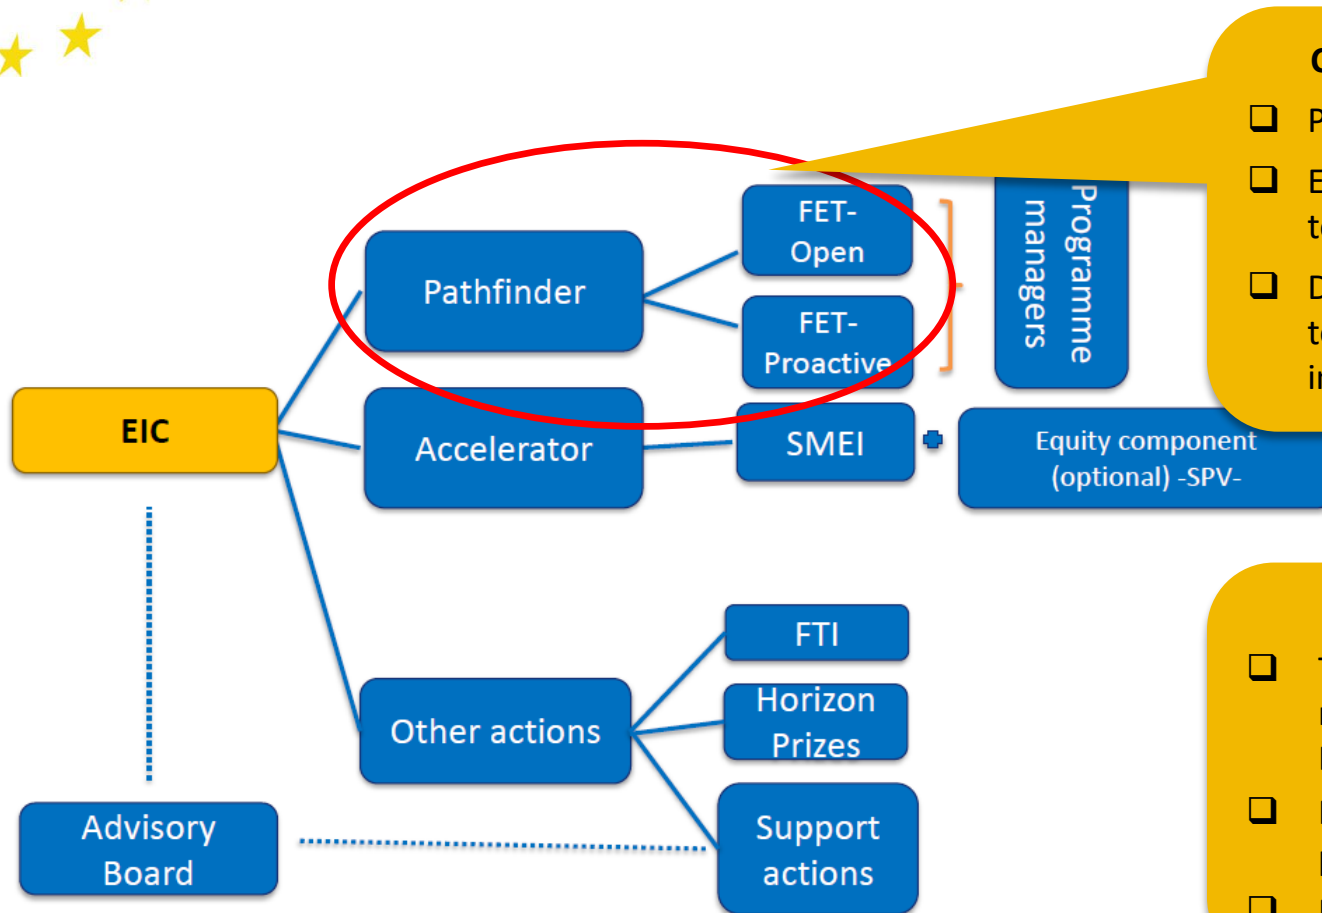 FET-
Open
Programme
managers
Pathfinder
FET-
Proactive
EIC
Accelerator
SMEI
Equity component
(optional) -SPV-
FTI
Horizon
Prizes
Other actions
Advisory
Board
Support
actions